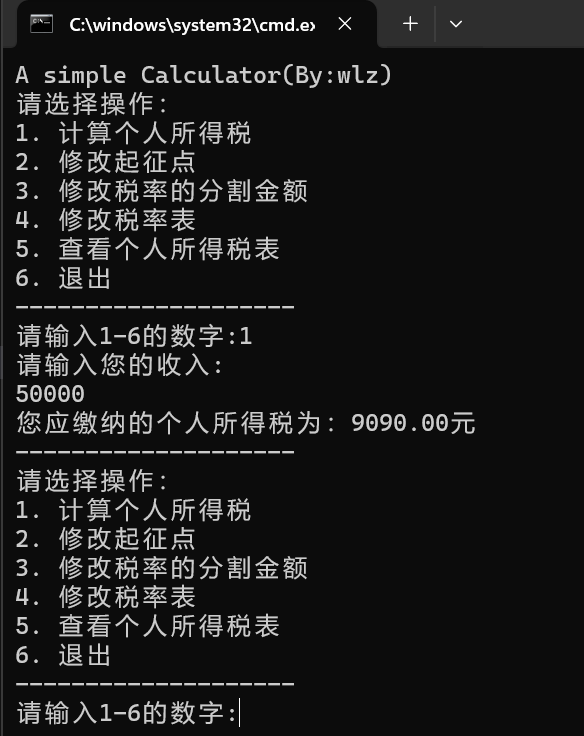 C:\windows\system32\cmd.ex
A simple Calculator(By:wlz)
请选择操作:
1. 计算个人所得税
2. 修改起征点
3. 修改税率的分割金额
4. 修改税率表
5. 查看个人所得税表
6. 退出
--------------------
请输入1-6的数字:1
请输入您的收入:
50000
您应缴纳的个人所得税为: 9090.00元
--------------------
请选择操作:
1. 计算个人所得税
2. 修改起征点
3. 修改税率的分割金额
4. 修改税率表
5. 查看个人所得税表
6. 退出
--------------------
请输入1-6的数字: